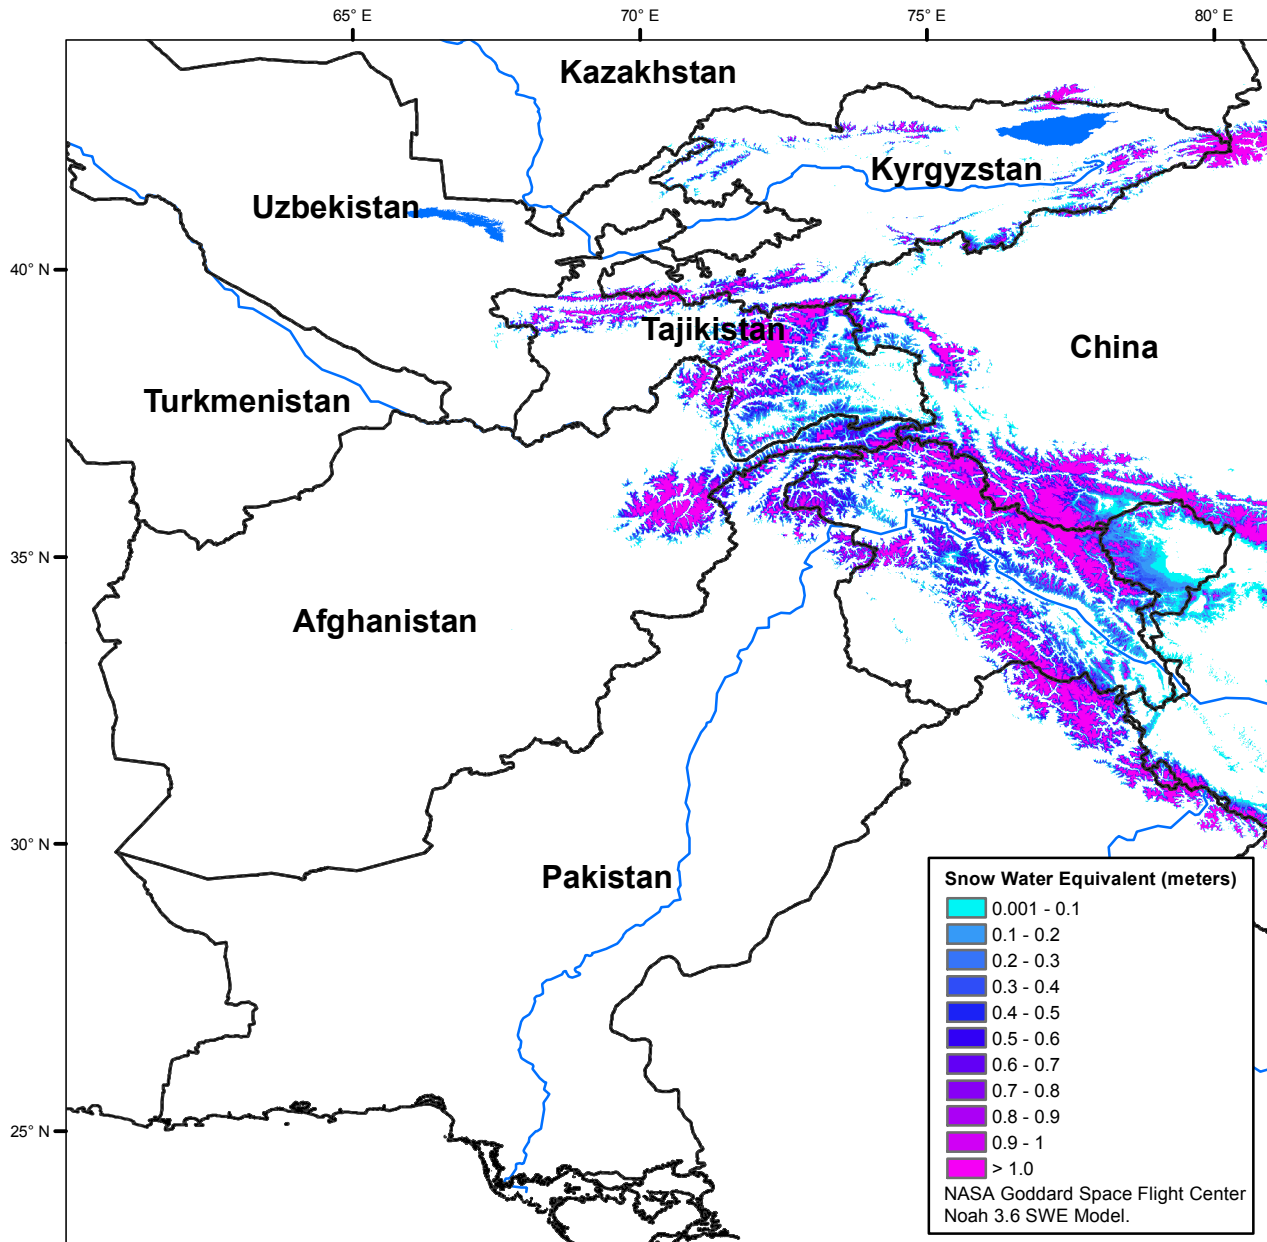 65° E
70° E
75° E
80° E
Kazakhstan
Kyrgyzstan
Uzbekistan
40° N
Tajikistan
China
Turkmenistan
35° N
Afghanistan
30° N
Pakistan
25° N
Snow Water Equivalent (meters)
0.001 - 0.1
0.1 - 0.2
0.2 - 0.3
0.3 - 0.4
0.4 - 0.5
0.5 - 0.6
0.6 - 0.7
0.7 - 0.8
0.8 - 0.9
0.9 - 1
> 1.0
NASA Goddard Space Flight Center
Noah 3.6 SWE Model.